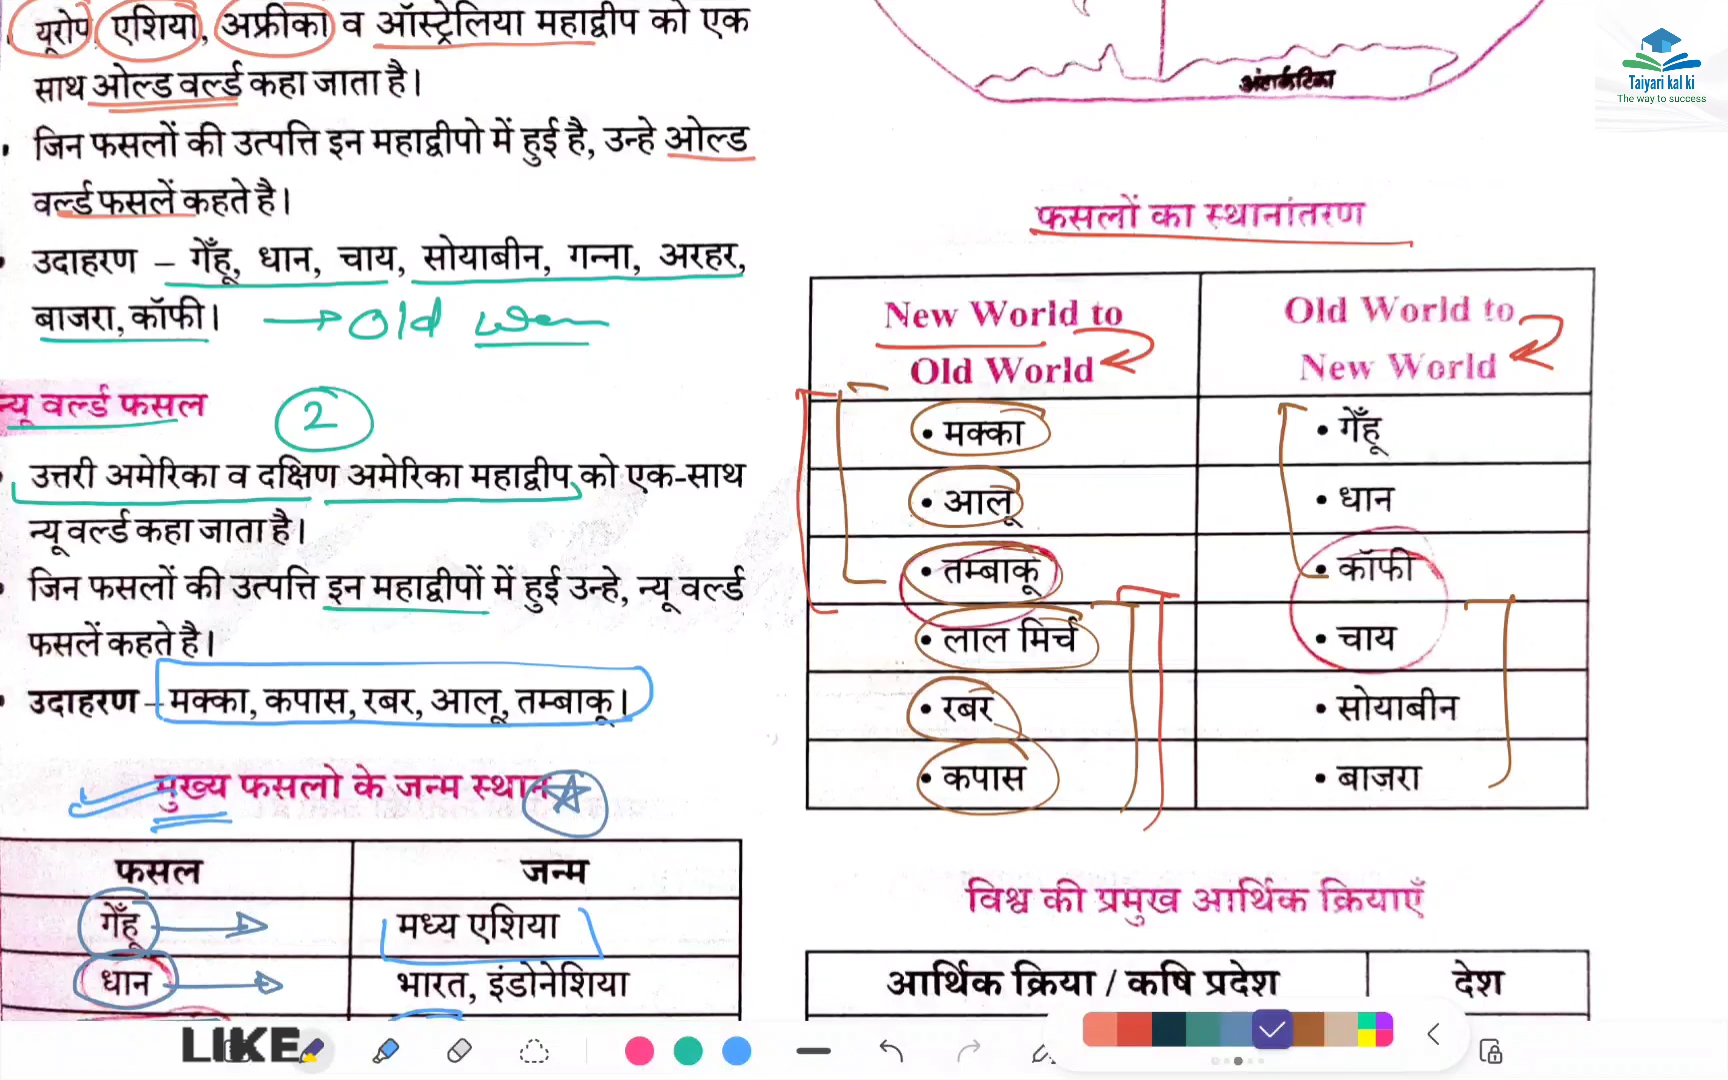 यूरोप, एशिया, अफ्रीका व ऑस्ट्रेलिया महाद्वीप को एक
साथ ओल्ड वर्ल्ड कहा जाता है।
• जिन फसलों की उत्पत्ति इन महाद्वीपो में हुई है, उन्हे ओल्ड
वर्ल्ड फसलें कहते है।
• उदाहरण – गेँहू, धान, चाय, सोयाबीन, गन्ना, अरहर,
बाजरा, कॉफी।
old
न्यू वर्ल्ड फसल
2
• उत्तरी अमेरिका व दक्षिण अमेरिका महाद्वीप को एक-साथ
न्यू वर्ल्ड कहा जाता है।
• जिन फसलों की उत्पत्ति इन महाद्वीपों में हुई उन्हे, न्यू वर्ल्ड
फसलें कहते है।
• उदाहरण – मक्का, कपास, रबर, आलू, तम्बाकू।
मुख्य फसलो के जन्म स्थान
फसल जन्म
गेँहू मध्य एशिया
धान भारत, इंडोनेशिया
अंटार्कटिका
फसलों का स्थानांतरण
New World to
Old World
Old World to
New World
• मक्का • गेँहू
• आलू • धान
• तम्बाकू • कॉफी
• लाल मिर्च • चाय
• रबर • सोयाबीन
• कपास • बाजरा
विश्व की प्रमुख आर्थिक क्रियाएँ
आर्थिक क्रिया / कषि प्रदेश देश
Taiyari kal ki
The way to success
LIKE